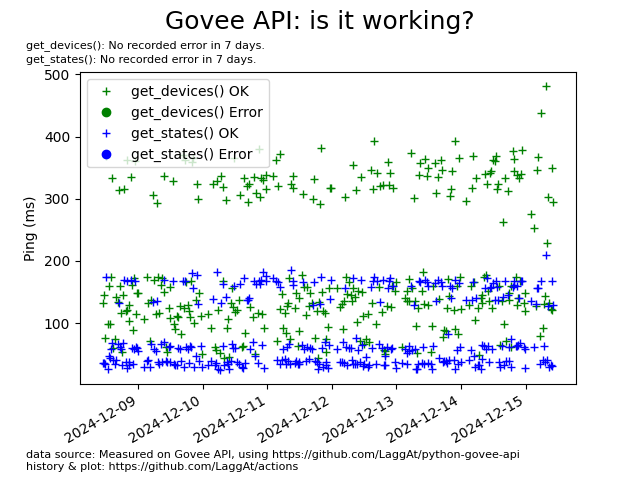 Govee API: is it working?
get_devices(): No recorded error in 7 days.
get_states(): No recorded error in 7 days.
get_devices() OK
get_devices() Error
get_states() OK
get_states() Error
Ping (ms)
500
400
300
200
100
2024-12-09
2024-12-10
2024-12-11
2024-12-12
2024-12-13
2024-12-14
2024-12-15
data source: Measured on Govee API, using https://github.com/LaggAt/python-govee-api
history & plot: https://github.com/LaggAt/actions